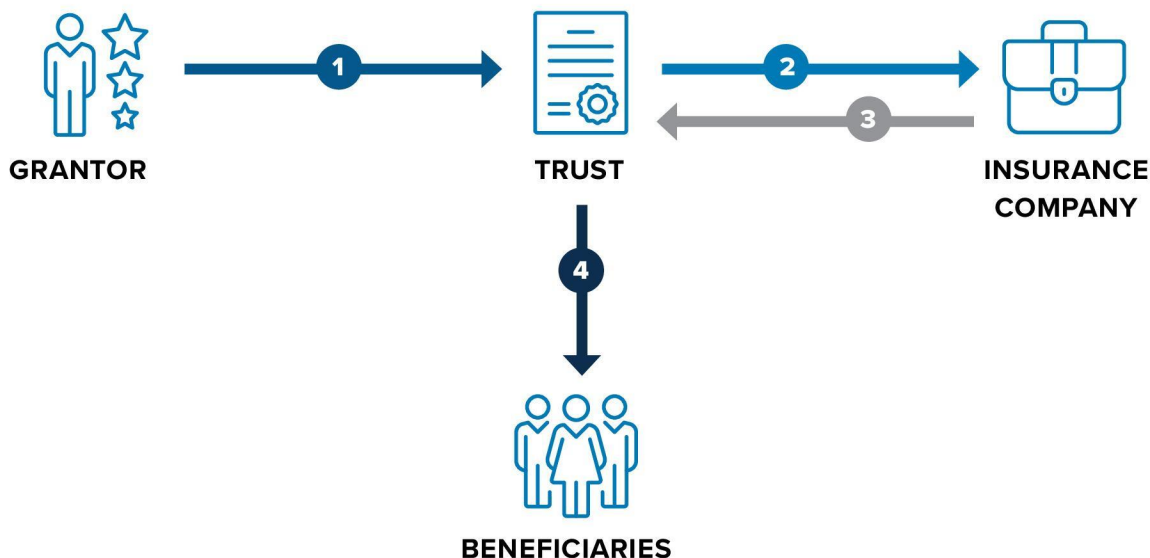 1
2
3
GRANTOR
TRUST
INSURANCE
COMPANY
4
BENEFICIARIES